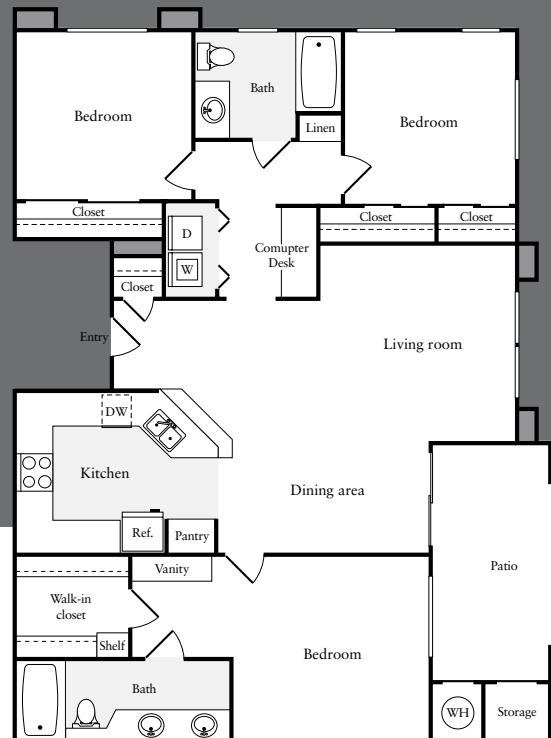 Bath
Bedroom
Bedroom
Linen
Closet
Closet
Closet
D
Comupter
Desk
W
Closet
Entry
Living room
DW
Kitchen
Dining area
Ref.
Pantry
Vanity
Patio
Walk-in
closet
Shelf
Bedroom
Bath
WH
Storage